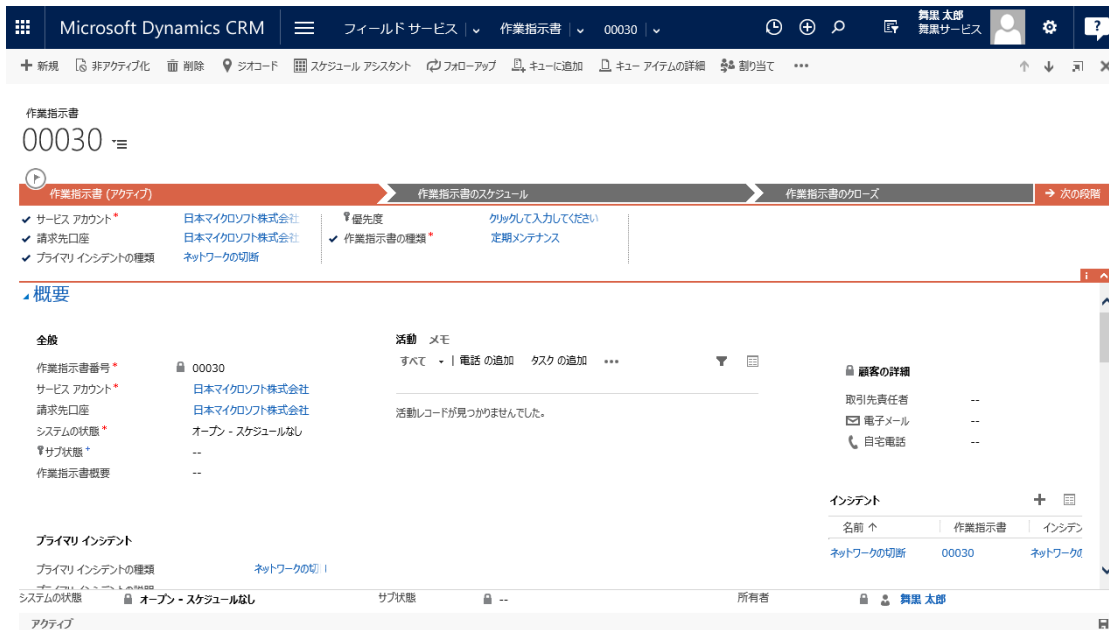 Microsoft Dynamics CRM フィールド サービス 作業指示書 00030 舞黒 太郎
舞黒サービス
新規 非アクティブ化 削除 ジオコード スケジュール アシスタント フォローアップ キューに追加 キュー アイテムの詳細 割り当て •••
作業指示書
00030
作業指示書 (アクティブ) 作業指示書のスケジュール 作業指示書のクローズ → 次の段階
サービス アカウント* 日本マイクロソフト株式会社 優先度 クリックして入力してください
請求先口座 日本マイクロソフト株式会社 作業指示書の種類* 定期メンテナンス
プライマリ インシデントの種類 ネットワークの切断
概要
全般
作業指示書番号* 00030
サービス アカウント* 日本マイクロソフト株式会社
請求先口座 日本マイクロソフト株式会社
システムの状態* オープン - スケジュールなし
サブ状態+ --
作業指示書概要 --
プライマリ インシデント
プライマリ インシデントの種類 ネットワークの切
活動 メモ
すべて | 電話 の追加 タスク の追加 •••
活動レコードが見つかりませんでした。
顧客の詳細
取引先責任者 --
電子メール --
自宅電話 --
インシデント
名前 ↑ 作業指示書 インシデン
ネットワークの切断 00030 ネットワークの
システムの状態 オープン - スケジュールなし サブ状態 -- 所有者 舞黒 太郎
アクティブ